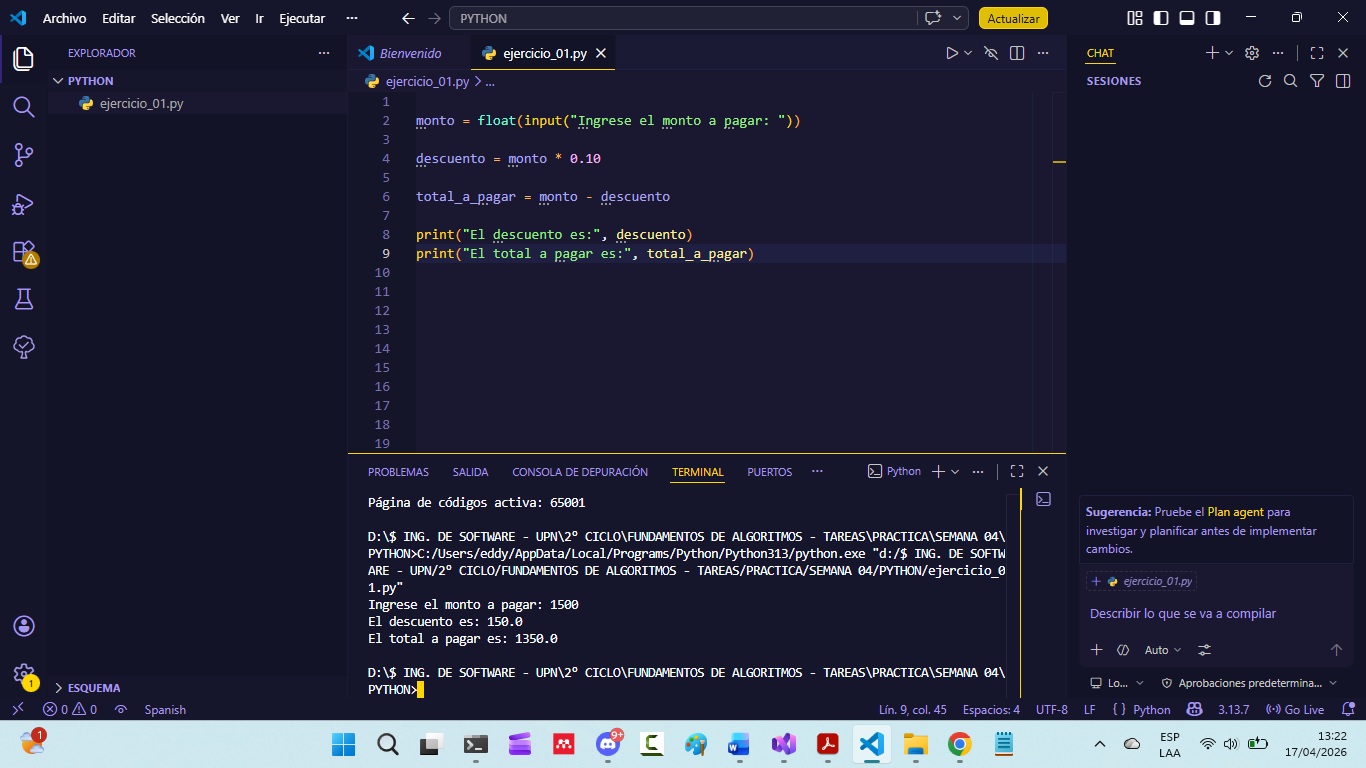 Archivo Editar Selección Ver Ir Ejecutar ··· PYTHON Actualizar
EXPLORADOR ···
PYTHON
ejercicio_01.py
ESQUEMA
Bienvenido ejercicio_01.py
ejercicio_01.py > ...
1
2 monto = float(input("Ingrese el monto a pagar: "))
3
4 descuento = monto * 0.10
5
6 total_a_pagar = monto - descuento
7
8 print("El descuento es:", descuento)
9 print("El total a pagar es:", total_a_pagar)
10
11
12
13
14
15
16
17
18
19
PROBLEMAS SALIDA CONSOLA DE DEPURACIÓN TERMINAL PUERTOS ··· Python
Página de códigos activa: 65001
D:\$ ING. DE SOFTWARE - UPN\2º CICLO\FUNDAMENTOS DE ALGORITMOS - TAREAS\PRACTICA\SEMANA 04\
PYTHON>C:/Users/eddy/AppData/Local/Programs/Python/Python313/python.exe "d:/$ ING. DE SOFTW
ARE - UPN/2º CICLO/FUNDAMENTOS DE ALGORITMOS - TAREAS/PRACTICA/SEMANA 04/PYTHON/ejercicio_0
1.py"
Ingrese el monto a pagar: 1500
El descuento es: 150.0
El total a pagar es: 1350.0
D:\$ ING. DE SOFTWARE - UPN\2º CICLO\FUNDAMENTOS DE ALGORITMOS - TAREAS\PRACTICA\SEMANA 04\
PYTHON>
CHAT
SESIONES
Sugerencia: Pruebe el Plan agent para
investigar y planificar antes de implementar
cambios.
ejercicio_01.py
Describir lo que se va a compilar
Auto
Lo... Aprobaciones predetermina...
1
0 0 Spanish Lín. 9, col. 45 Espacios: 4 UTF-8 LF { } Python 3.13.7 Go Live
1 9+ ESP 13:22
LAA 17/04/2026